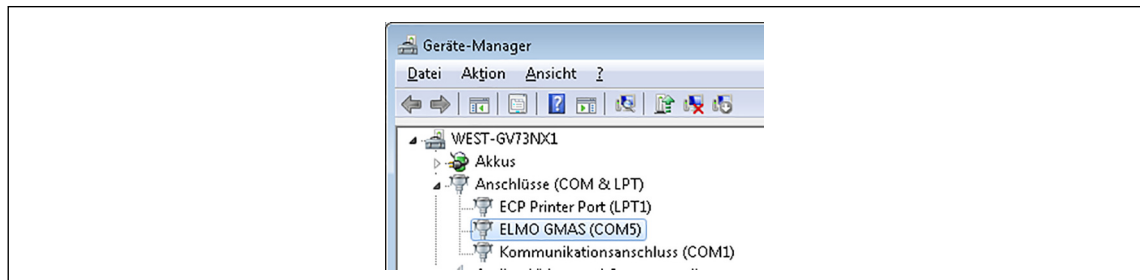 Geräte-Manager
Datei Aktion Ansicht ?
WEST-GV73NX1
Akkus
Anschlüsse (COM & LPT)
ECP Printer Port (LPT1)
ELMO GMAS (COM5)
Kommunikationsanschluss (COM1)